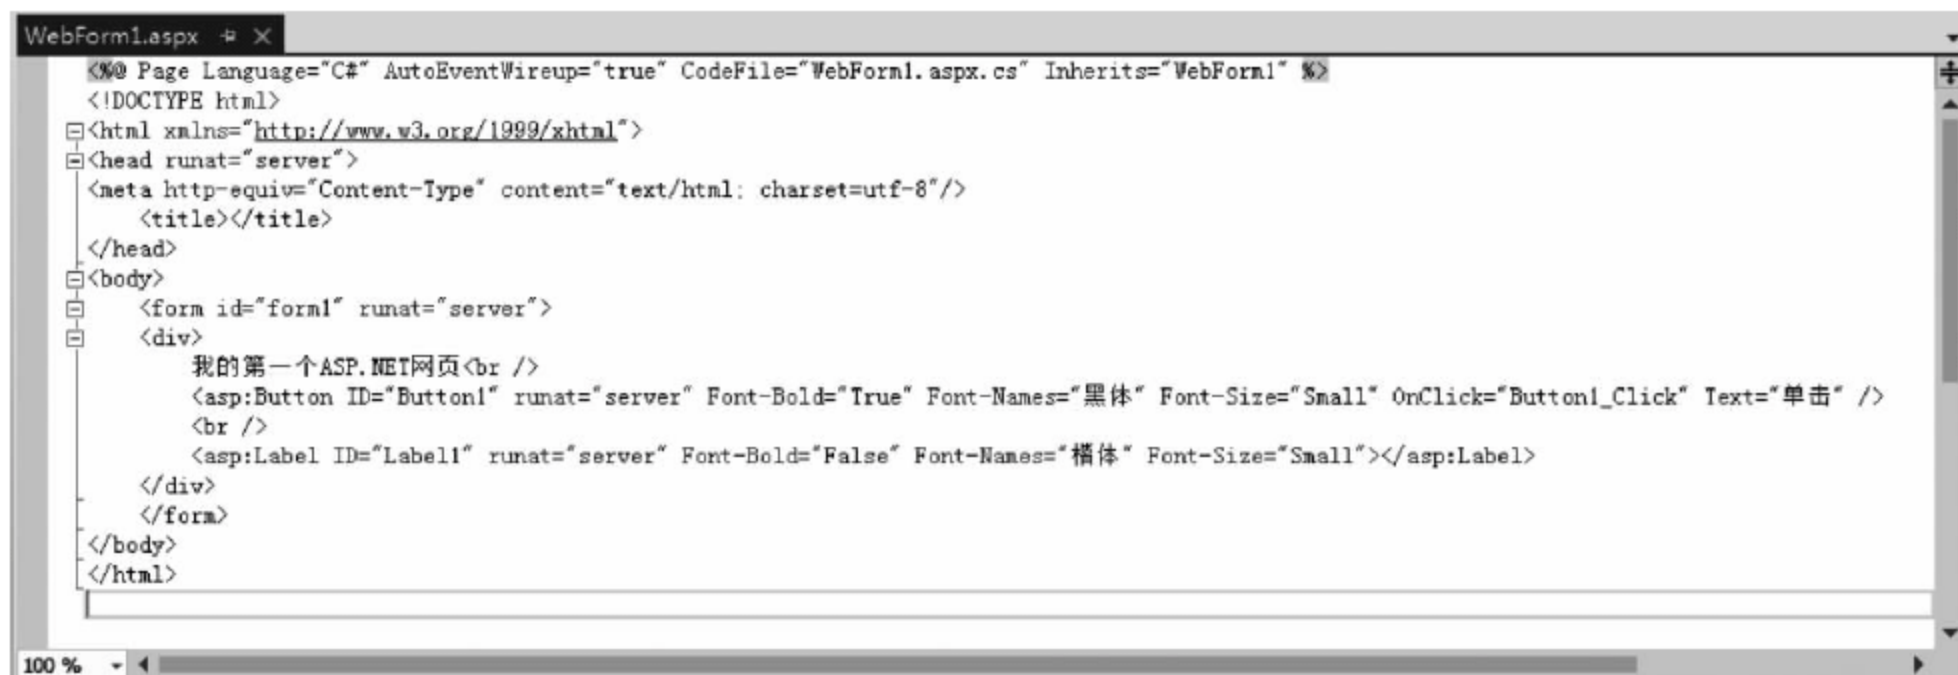 WebForm1.aspx
<%@ Page Language="C#" AutoEventWireup="true" CodeFile="WebForm1.aspx.cs" Inherits="WebForm1" %>
<!DOCTYPE html>
<html xmlns="http://www.w3.org/1999/xhtml">
<head runat="server">
<meta http-equiv="Content-Type" content="text/html; charset=utf-8"/>
    <title></title>
</head>
<body>
    <form id="form1" runat="server">
    <div>
        我的第一个ASP.NET网页<br />
        <asp:Button ID="Button1" runat="server" Font-Bold="True" Font-Names="黑体" Font-Size="Small" OnClick="Button1_Click" Text="单击" />
        <br />
        <asp:Label ID="Label1" runat="server" Font-Bold="False" Font-Names="楷体" Font-Size="Small"></asp:Label>
    </div>
    </form>
</body>
</html>
100 %